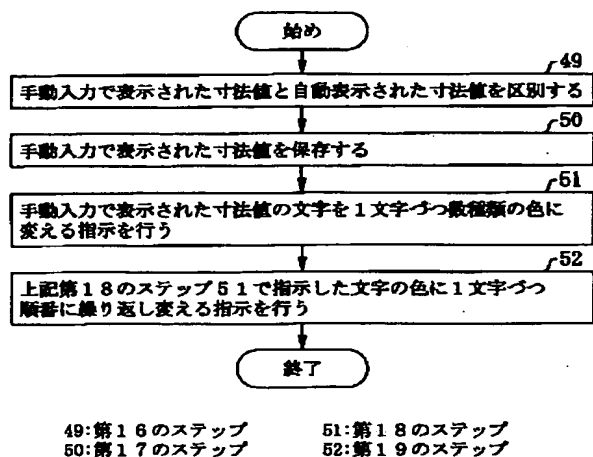 始め
49
手動入力で表示された寸法値と自動表示された寸法値を区別する
50
手動入力で表示された寸法値を保存する
51
手動入力で表示された寸法値の文字を1文字づつ数種類の色に
変える指示を行う
52
上記第18のステップ51で指示した文字の色に1文字づつ
順番に繰り返し変える指示を行う
終了
49:第16のステップ 51:第18のステップ
50:第17のステップ 52:第19のステップ